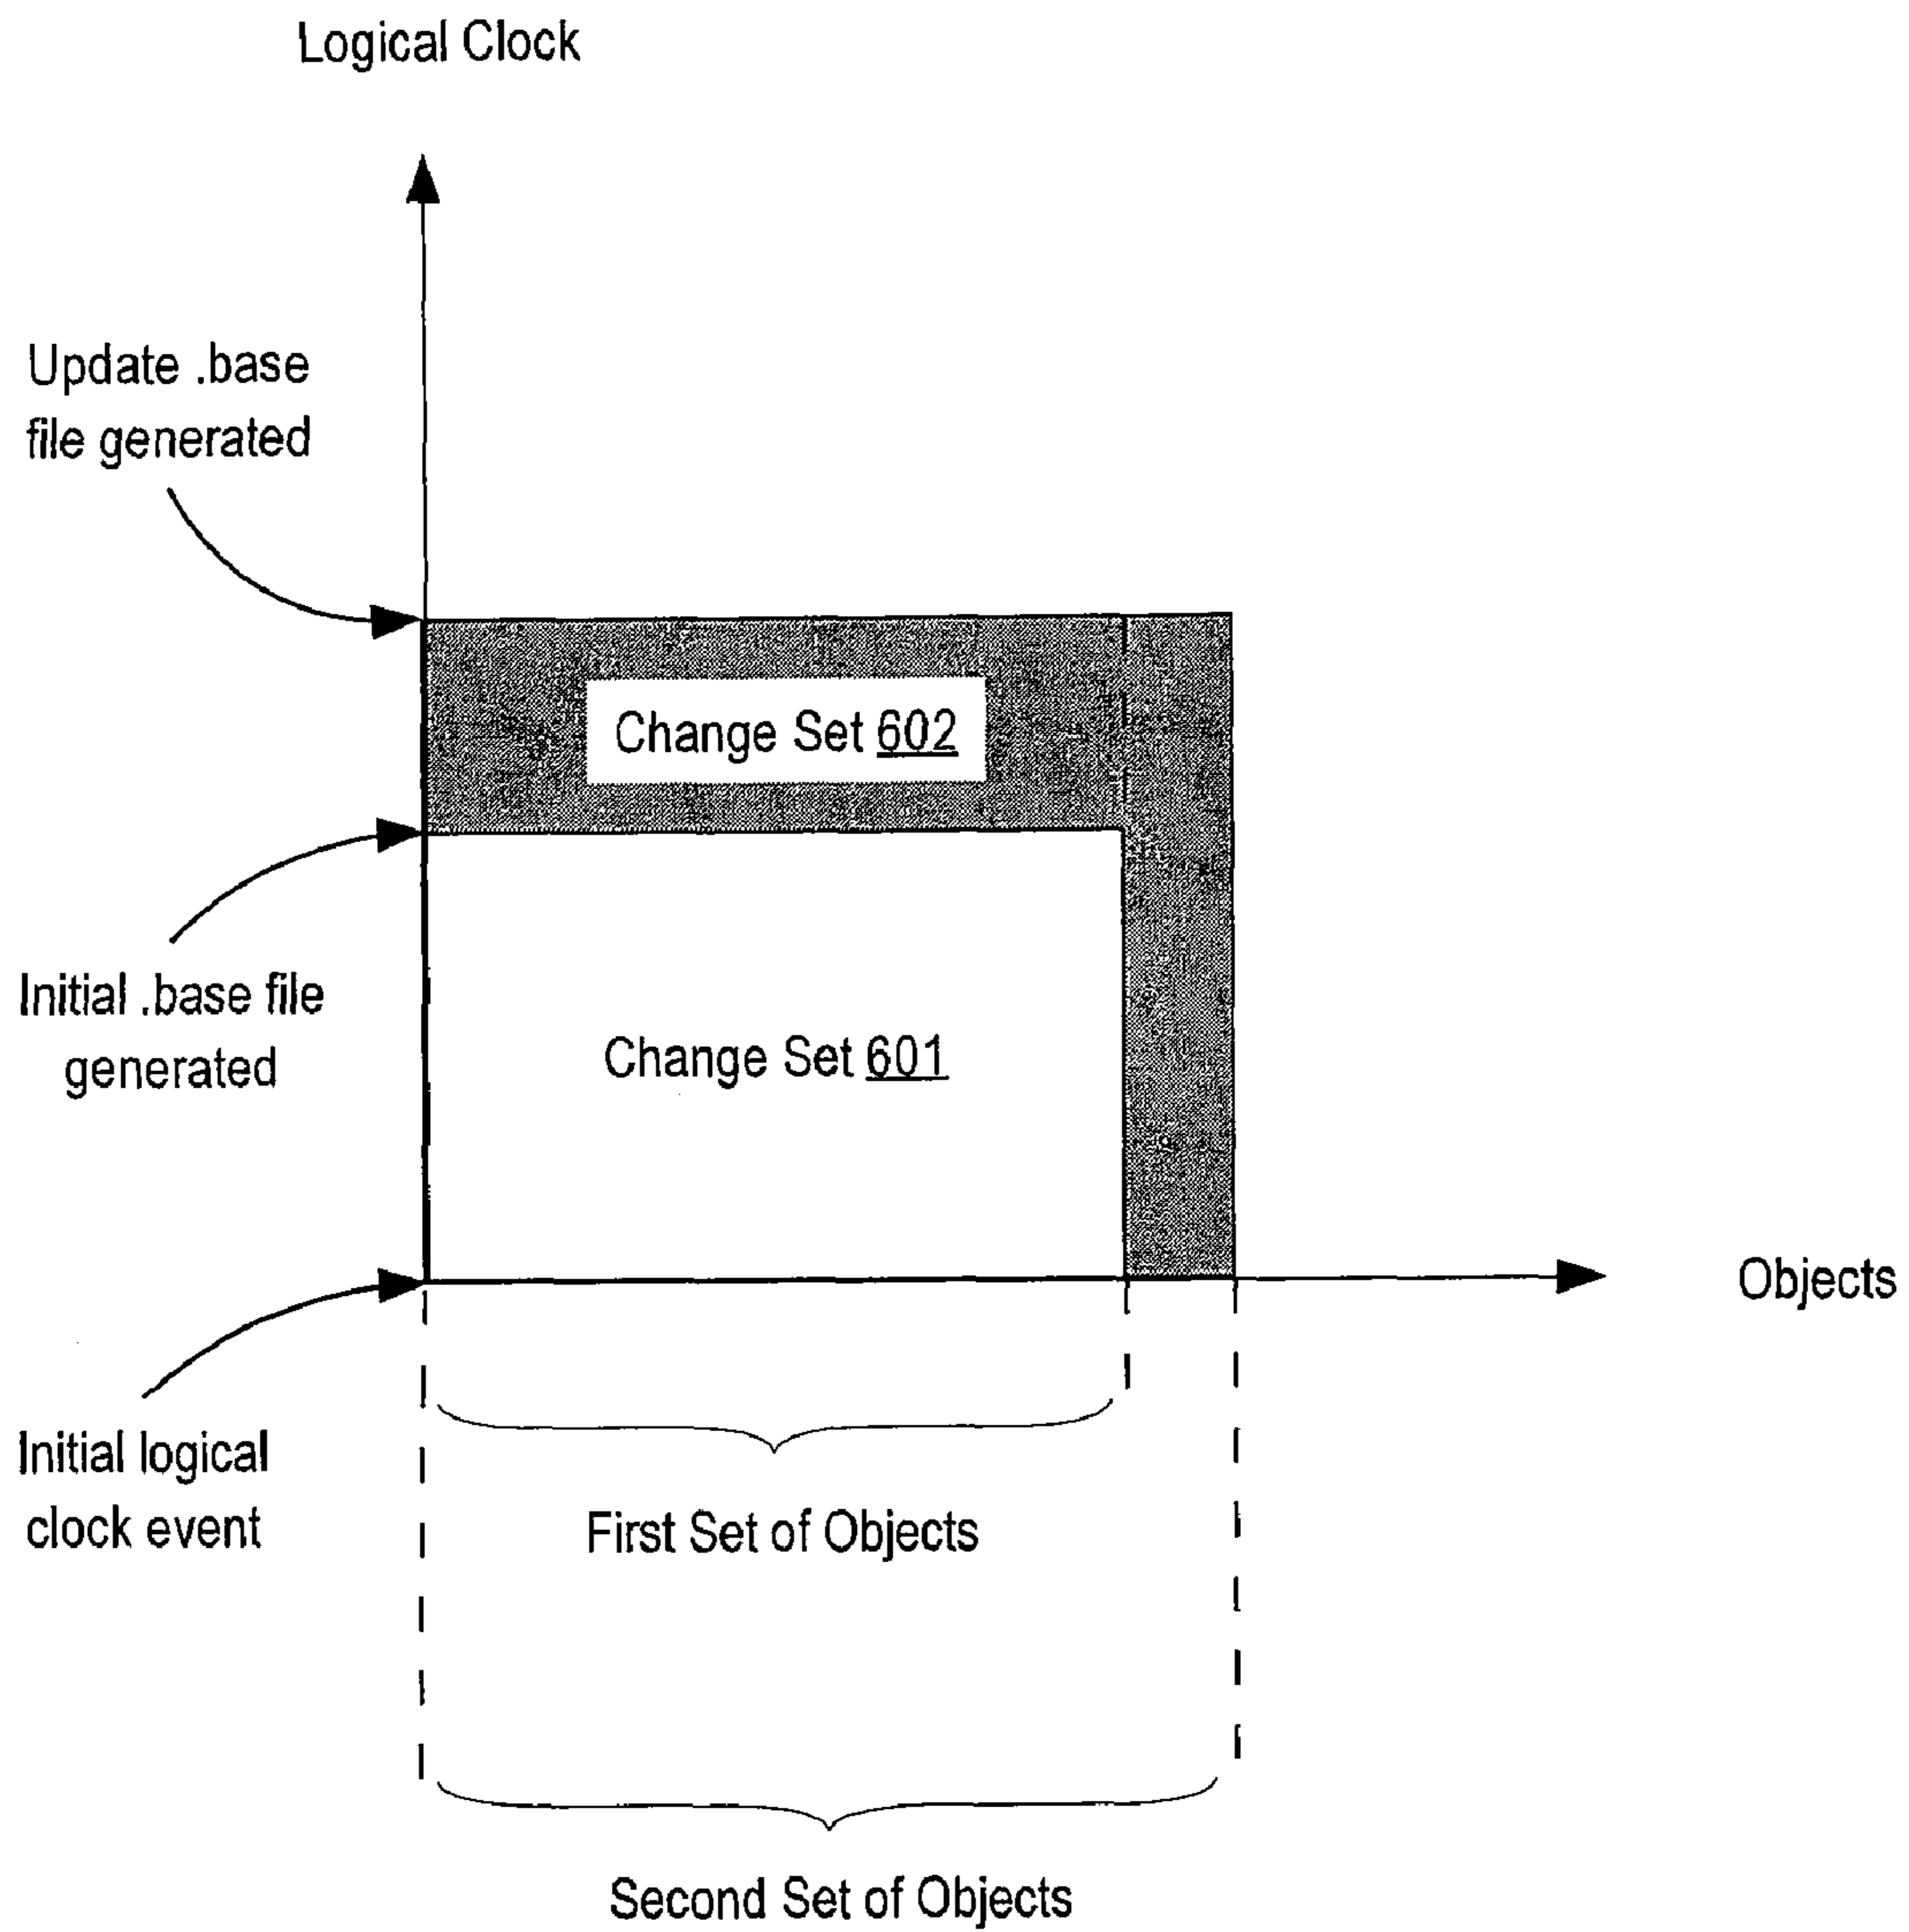 Logical Clock
Update .base
file generated
Change Set 602
Initial .base file
generated
Change Set 601
Objects
Initial logical
clock event
First Set of Objects
Second Set of Objects